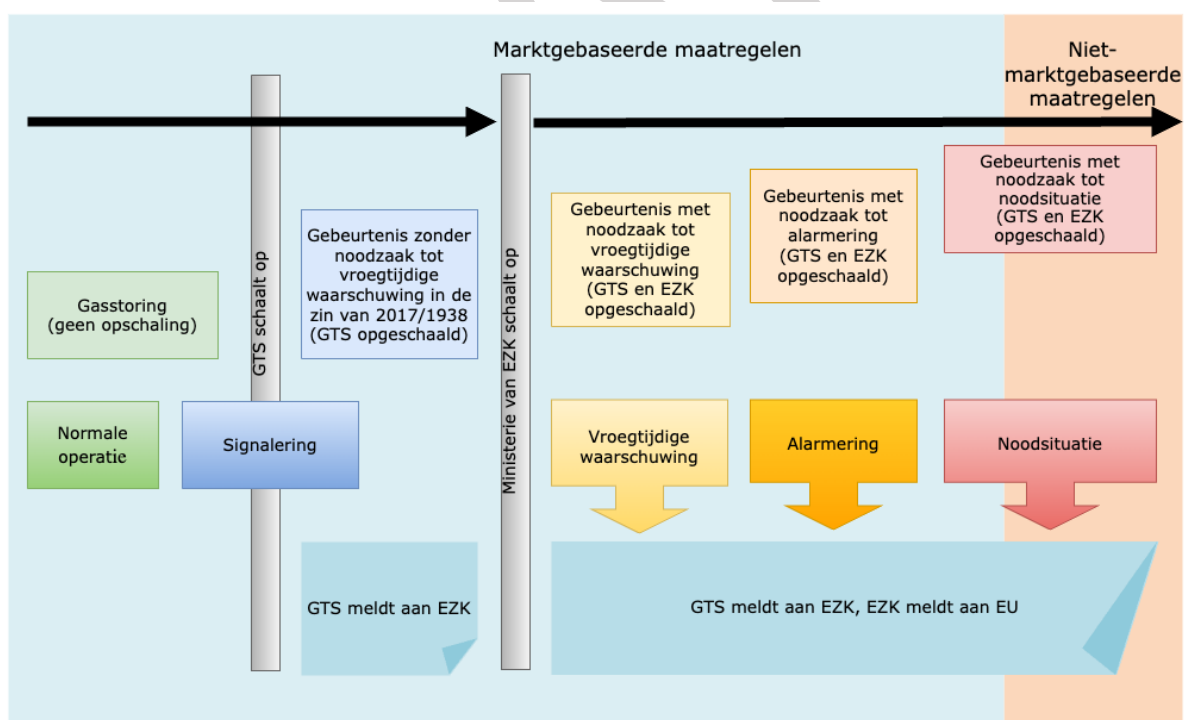 Marktgebaseerde maatregelen
Niet-
marktgebaseerde
maatregelen
GTS schaalt op
Ministerie van EZK schaalt op
Gasstoring
(geen opschaling)
Gebeurtenis zonder
noodzaak tot
vroegtijdige
waarschuwing in de
zin van 2017/1938
(GTS opgeschaald)
Gebeurtenis met
noodzaak tot
vroegtijdige
waarschuwing
(GTS en EZK
opgeschaald)
Gebeurtenis met
noodzaak tot
alarmering
(GTS en EZK
opgeschaald)
Gebeurtenis met
noodzaak tot
noodsituatie
(GTS en EZK
opgeschaald)
Normale
operatie
Signalering
Vroegtijdige
waarschuwing
Alarmering
Noodsituatie
GTS meldt aan EZK
GTS meldt aan EZK, EZK meldt aan EU